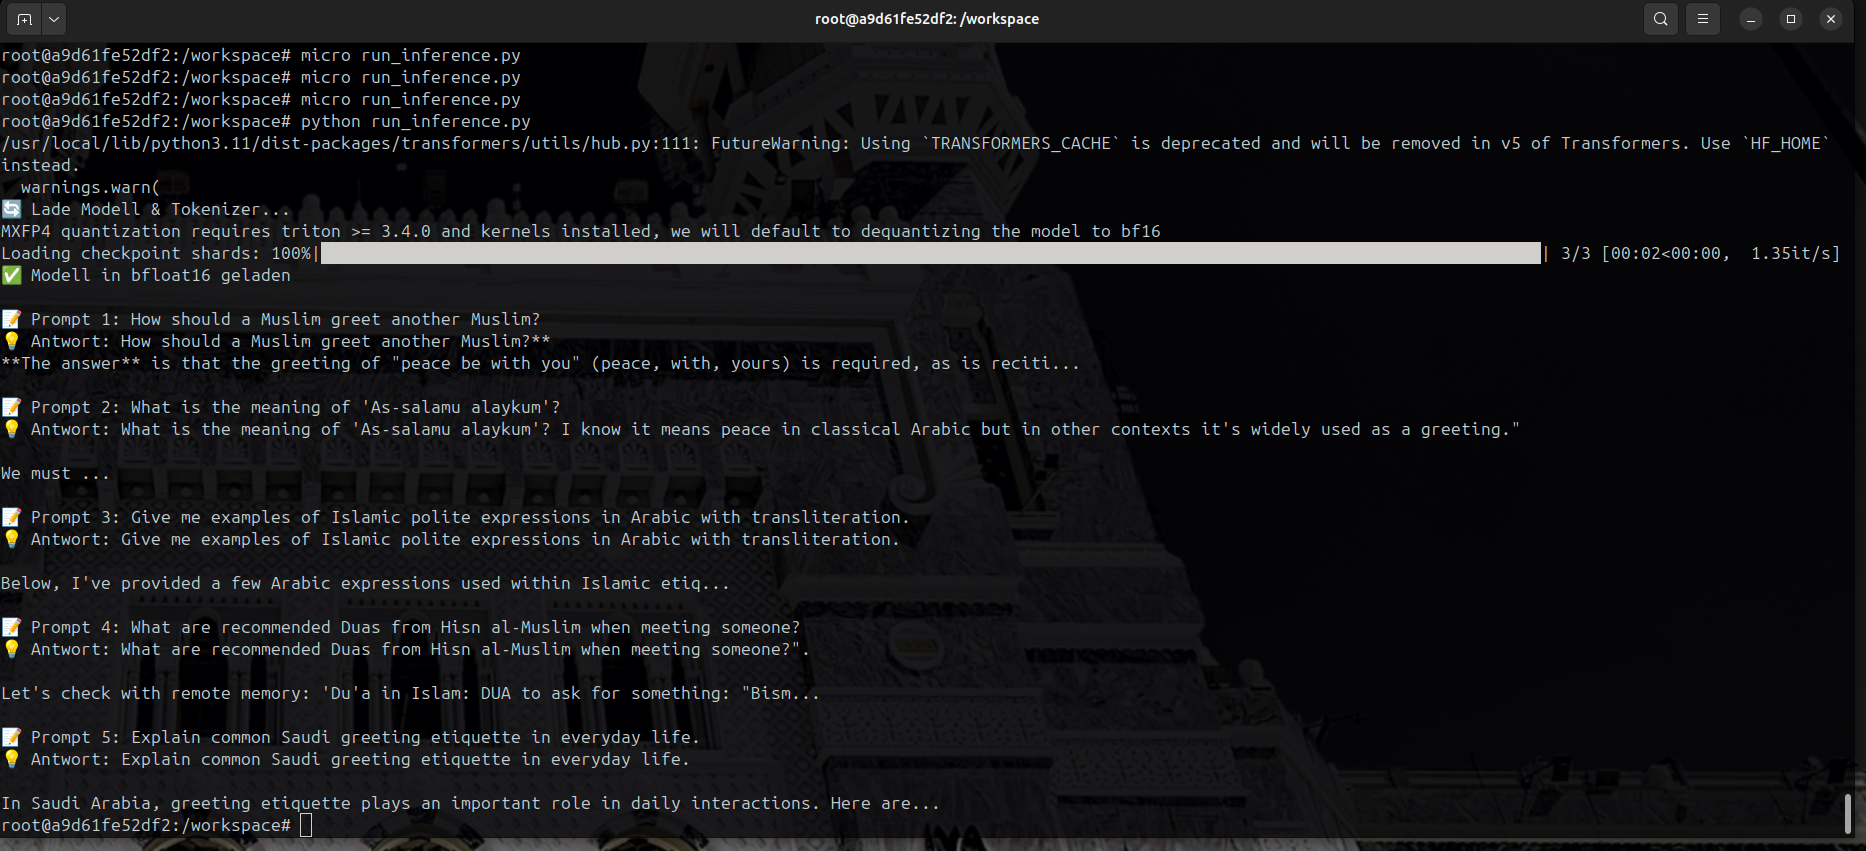 root@a9d61fe52df2: /workspace
root@a9d61fe52df2:/workspace# micro run_inference.py
root@a9d61fe52df2:/workspace# micro run_inference.py
root@a9d61fe52df2:/workspace# micro run_inference.py
root@a9d61fe52df2:/workspace# python run_inference.py
/usr/local/lib/python3.11/dist-packages/transformers/utils/hub.py:111: FutureWarning: Using `TRANSFORMERS_CACHE` is deprecated and will be removed in v5 of Transformers. Use `HF_HOME`
instead.
  warnings.warn(
🔄 Lade Modell & Tokenizer...
MXFP4 quantization requires triton >= 3.4.0 and kernels installed, we will default to dequantizing the model to bf16
Loading checkpoint shards: 100%|█████████████████████| 3/3 [00:02<00:00,  1.35it/s]
✅ Modell in bfloat16 geladen
📝 Prompt 1: How should a Muslim greet another Muslim?
💡 Antwort: How should a Muslim greet another Muslim?**
**The answer** is that the greeting of "peace be with you" (peace, with, yours) is required, as is reciti...
📝 Prompt 2: What is the meaning of 'As-salamu alaykum'?
💡 Antwort: What is the meaning of 'As-salamu alaykum'? I know it means peace in classical Arabic but in other contexts it's widely used as a greeting."
We must ...
📝 Prompt 3: Give me examples of Islamic polite expressions in Arabic with transliteration.
💡 Antwort: Give me examples of Islamic polite expressions in Arabic with transliteration.
Below, I've provided a few Arabic expressions used within Islamic etiq...
📝 Prompt 4: What are recommended Duas from Hisn al-Muslim when meeting someone?
💡 Antwort: What are recommended Duas from Hisn al-Muslim when meeting someone?".
Let's check with remote memory: 'Du'a in Islam: DUA to ask for something: "Bism...
📝 Prompt 5: Explain common Saudi greeting etiquette in everyday life.
💡 Antwort: Explain common Saudi greeting etiquette in everyday life.
In Saudi Arabia, greeting etiquette plays an important role in daily interactions. Here are...
root@a9d61fe52df2:/workspace#